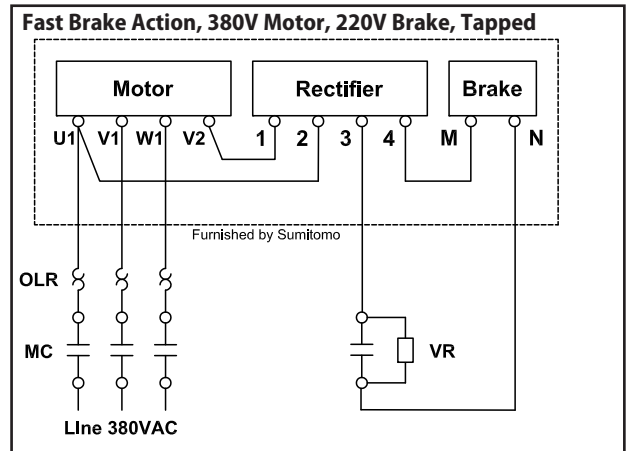 Fast Brake Action, 380V Motor, 220V Brake, Tapped
Motor Rectifier Brake
U1 V1 W1 V2 1 2 3 4 M N
Furnished by Sumitomo
OLR
MC VR
LIne 380VAC